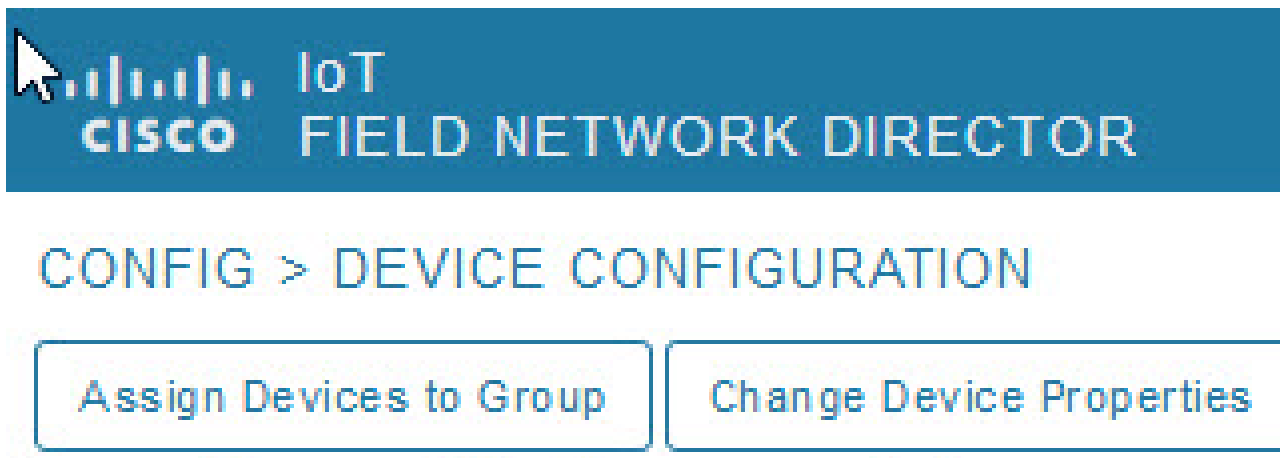 IoT
CISCO FIELD NETWORK DIRECTOR
CONFIG > DEVICE CONFIGURATION
Assign Devices to Group Change Device Properties